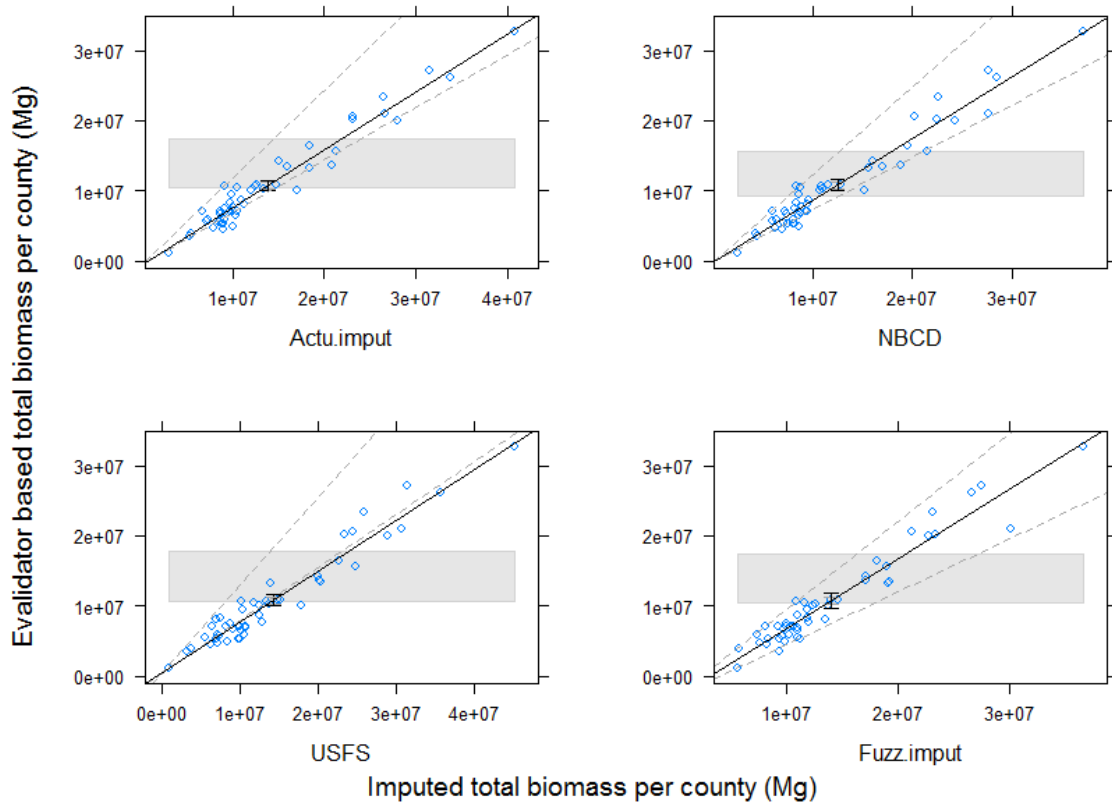 Evalidator based total biomass per county (Mg)
3e+07
2e+07
1e+07
0e+00
1e+07 2e+07 3e+07 4e+07
Actu.imput
3e+07
2e+07
1e+07
0e+00
1e+07 2e+07 3e+07
NBCD
3e+07
2e+07
1e+07
0e+00
0e+00 1e+07 2e+07 3e+07 4e+07
USFS
3e+07
2e+07
1e+07
0e+00
1e+07 2e+07 3e+07
Fuzz.imput
Imputed total biomass per county (Mg)